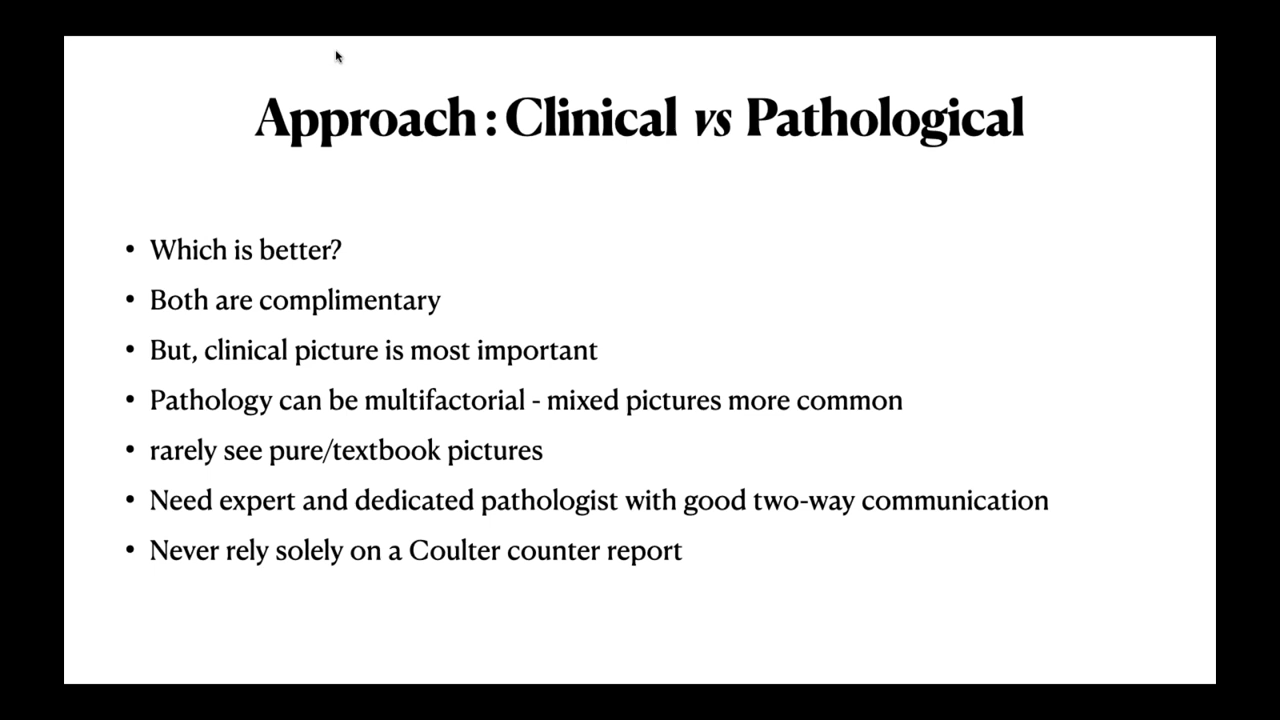 Approach : Clinical vs Pathological
• Which is better?
• Both are complimentary
• But, clinical picture is most important
• Pathology can be multifactorial - mixed pictures more common
• rarely see pure/textbook pictures
• Need expert and dedicated pathologist with good two-way communication
• Never rely solely on a Coulter counter report